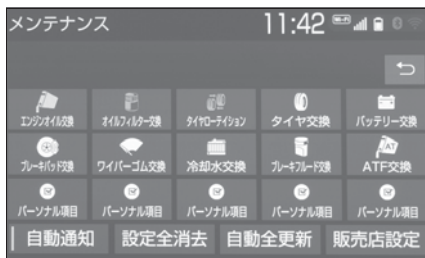 メンテナンス 11:42 Wi-Fi
エンジンオイル交換 オイルフィルター交換 タイヤローテイション タイヤ交換 バッテリー交換
ブレーキパッド交換 ワイパーゴム交換 冷却水交換 ブレーキフルード交換 ATF交換
パーソナル項目 パーソナル項目 パーソナル項目 パーソナル項目 パーソナル項目
自動通知 設定全消去 自動全更新 販売店設定